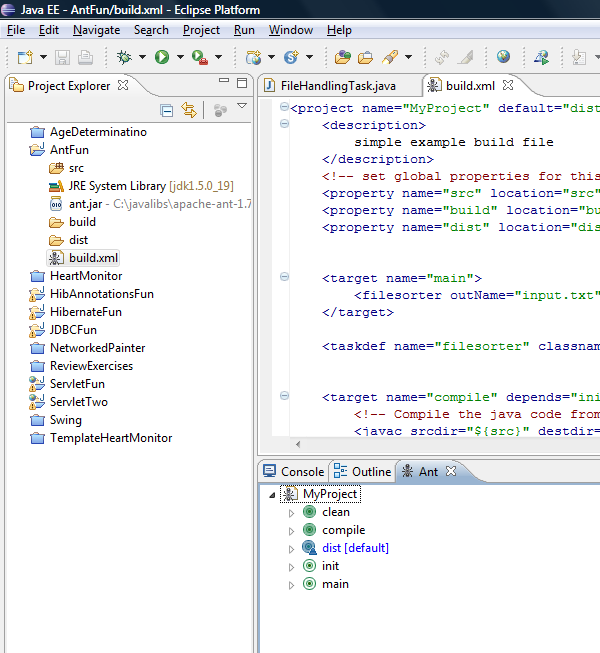 Java EE - AntFun/build.xml - Eclipse Platform
File Edit Navigate Search Project Run Window Help
Project Explorer
AgeDeterminatino
AntFun
src
JRE System Library [jdk1.5.0_19]
ant.jar - C:\javalibs\apache-ant-1.7
build
dist
build.xml
HeartMonitor
HibAnnotationsFun
HibernateFun
JDBCFun
NetworkedPainter
ReviewExercises
ServletFun
ServletTwo
Swing
TemplateHeartMonitor
FileHandlingTask.java build.xml
<project name="MyProject" default="dist
<description>
simple example build file
</description>
<!-- set global properties for this
<property name="src" location="src"
<property name="build" location="bu
<property name="dist" location="dis
<target name="main">
<filesorter outName="input.txt"
</target>
<taskdef name="filesorter" classnam
<target name="compile" depends="ini
<!-- Compile the java code from
<javac srcdir="${src}" destdir=
Console Outline Ant
MyProject
clean
compile
dist [default]
init
main